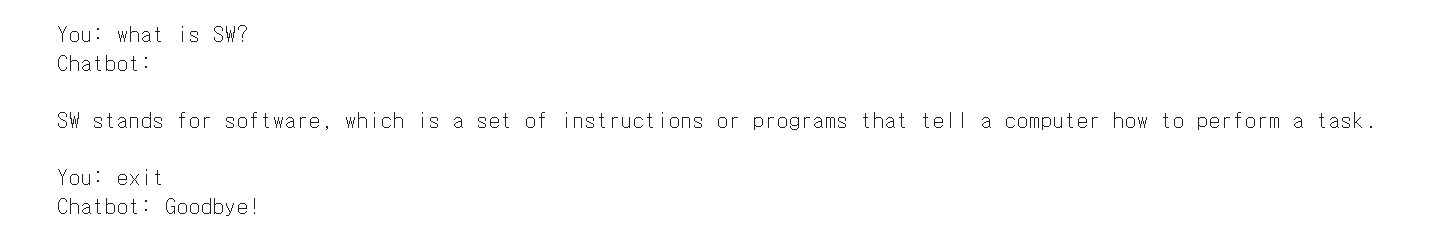 You: what is SW?
Chatbot:
SW stands for software, which is a set of instructions or programs that tell a computer how to perform a task.
You: exit
Chatbot: Goodbye!